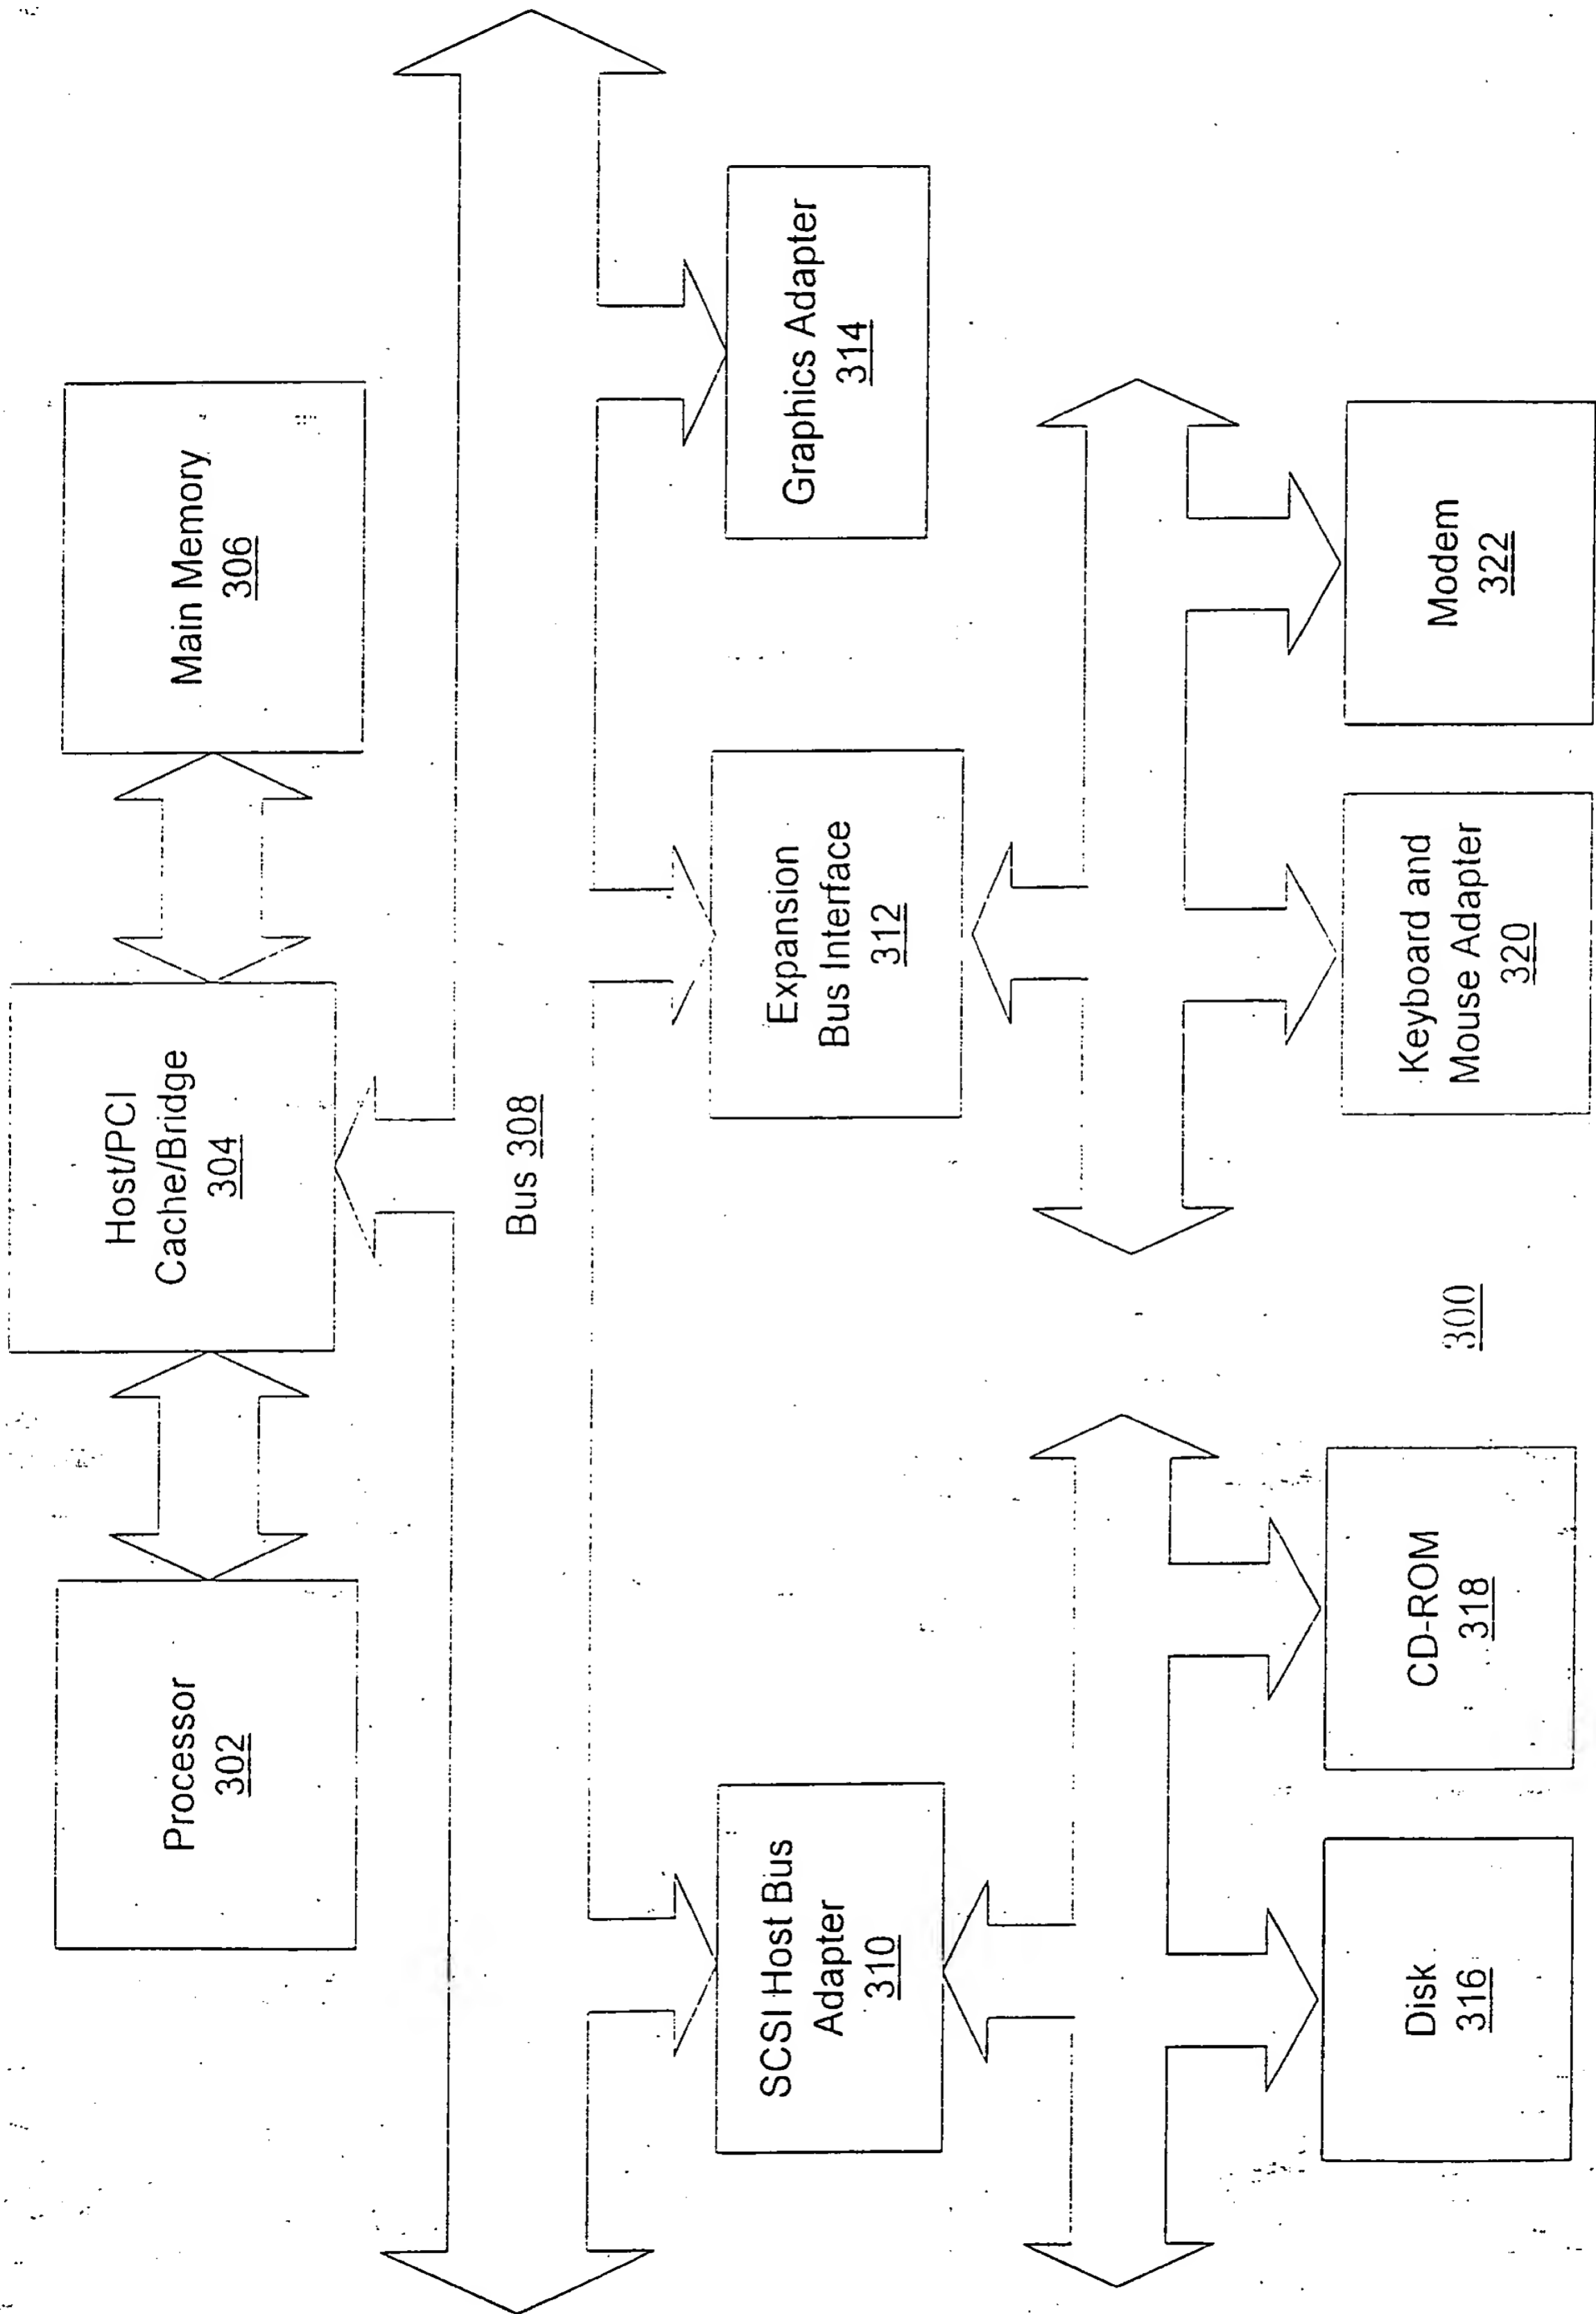 Processor
302
Host/PCI
Cache/Bridge
304
Main Memory
306
Bus 308
SCSI Host Bus
Adapter
310
Expansion
Bus Interface
312
Graphics Adapter
314
Disk
316
CD-ROM
318
300
Keyboard and
Mouse Adapter
320
Modem
322